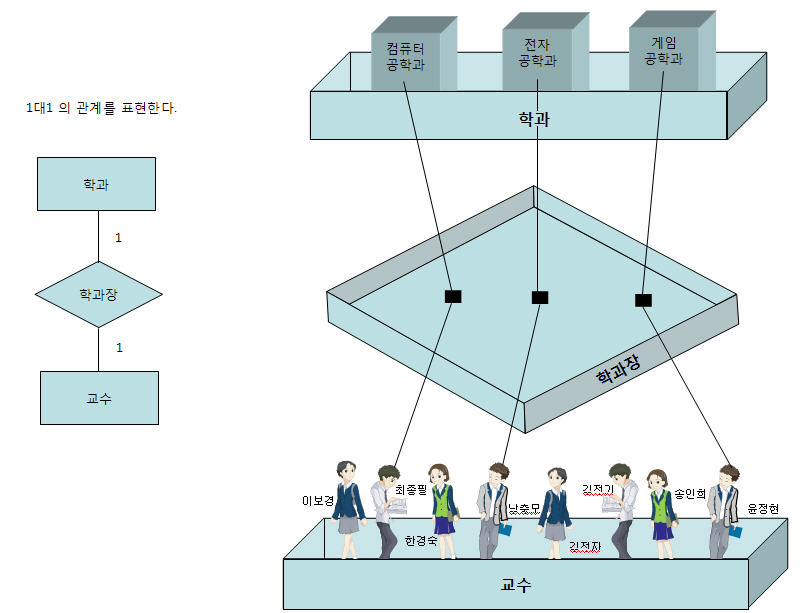 1대1 의 관계를 표현한다.
학과
1
학과장
1
교수
컴퓨터
공학과
전자
공학과
게임
공학과
학과
학과장
이보경
최종필
한경숙
남충모
김전자
김전기
송인희
윤정현
교수